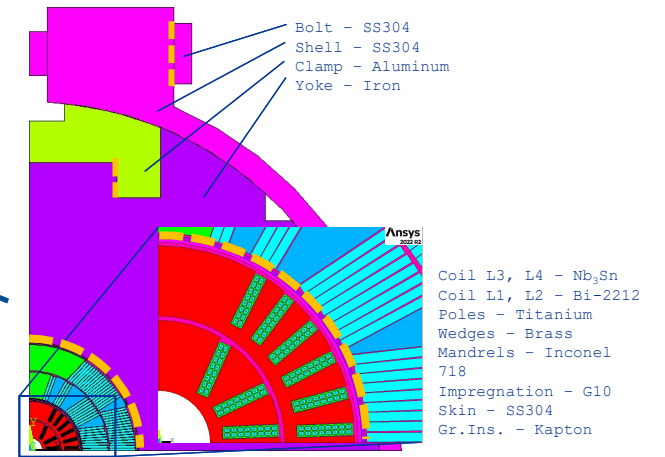 Bolt – SS304
Shell – SS304
Clamp – Aluminum
Yoke – Iron
Ansys
2022 R2
Coil L3, L4 – Nb₃Sn
Coil L1, L2 – Bi-2212
Poles – Titanium
Wedges – Brass
Mandrels – Inconel
718
Impregnation – G10
Skin – SS304
Gr.Ins. – Kapton